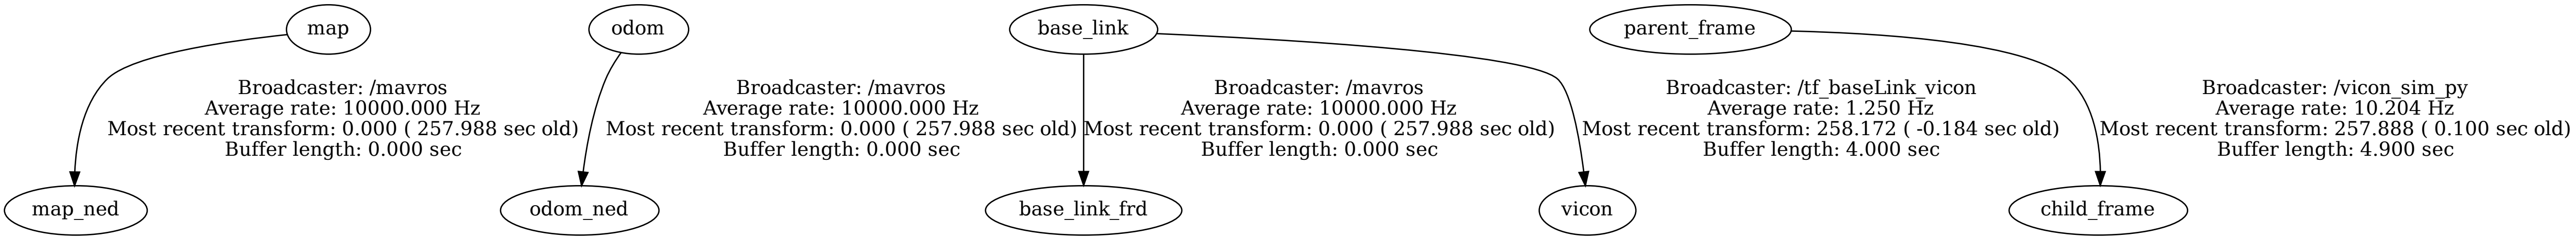 map
odom
base_link
parent_frame
Broadcaster: /mavros
Average rate: 10000.000 Hz
Most recent transform: 0.000 ( 257.988 sec old)
Buffer length: 0.000 sec
Broadcaster: /mavros
Average rate: 10000.000 Hz
Most recent transform: 0.000 ( 257.988 sec old)
Buffer length: 0.000 sec
Broadcaster: /mavros
Average rate: 10000.000 Hz
Most recent transform: 0.000 ( 257.988 sec old)
Buffer length: 0.000 sec
Broadcaster: /tf_baseLink_vicon
Average rate: 1.250 Hz
Most recent transform: 258.172 ( -0.184 sec old)
Buffer length: 4.000 sec
Broadcaster: /vicon_sim_py
Average rate: 10.204 Hz
Most recent transform: 257.888 ( 0.100 sec old)
Buffer length: 4.900 sec
map_ned
odom_ned
base_link_frd
vicon
child_frame